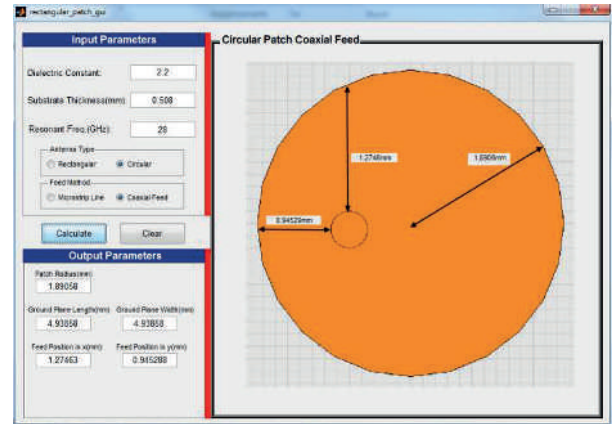 rectangular_patch_gui
Input Parameters
Dielectric Constant: 2.2
Substrate Thickness(mm) 0.508
Resonant Freq.(GHz): 28
Antenna Type
Rectangular Circular
Feed Method
Microstrip Line Coaxial Feed
Calculate Clear
Output Parameters
Patch Radius(mm)
1.89058
Ground Plane Length(mm) Ground Plane Width(mm)
4.93858 4.93858
Feed Position in x(mm) Feed Position in y(mm)
1.27463 0.945288
Circular Patch Coaxial Feed
1.2746mm
1.8906mm
0.94529mm